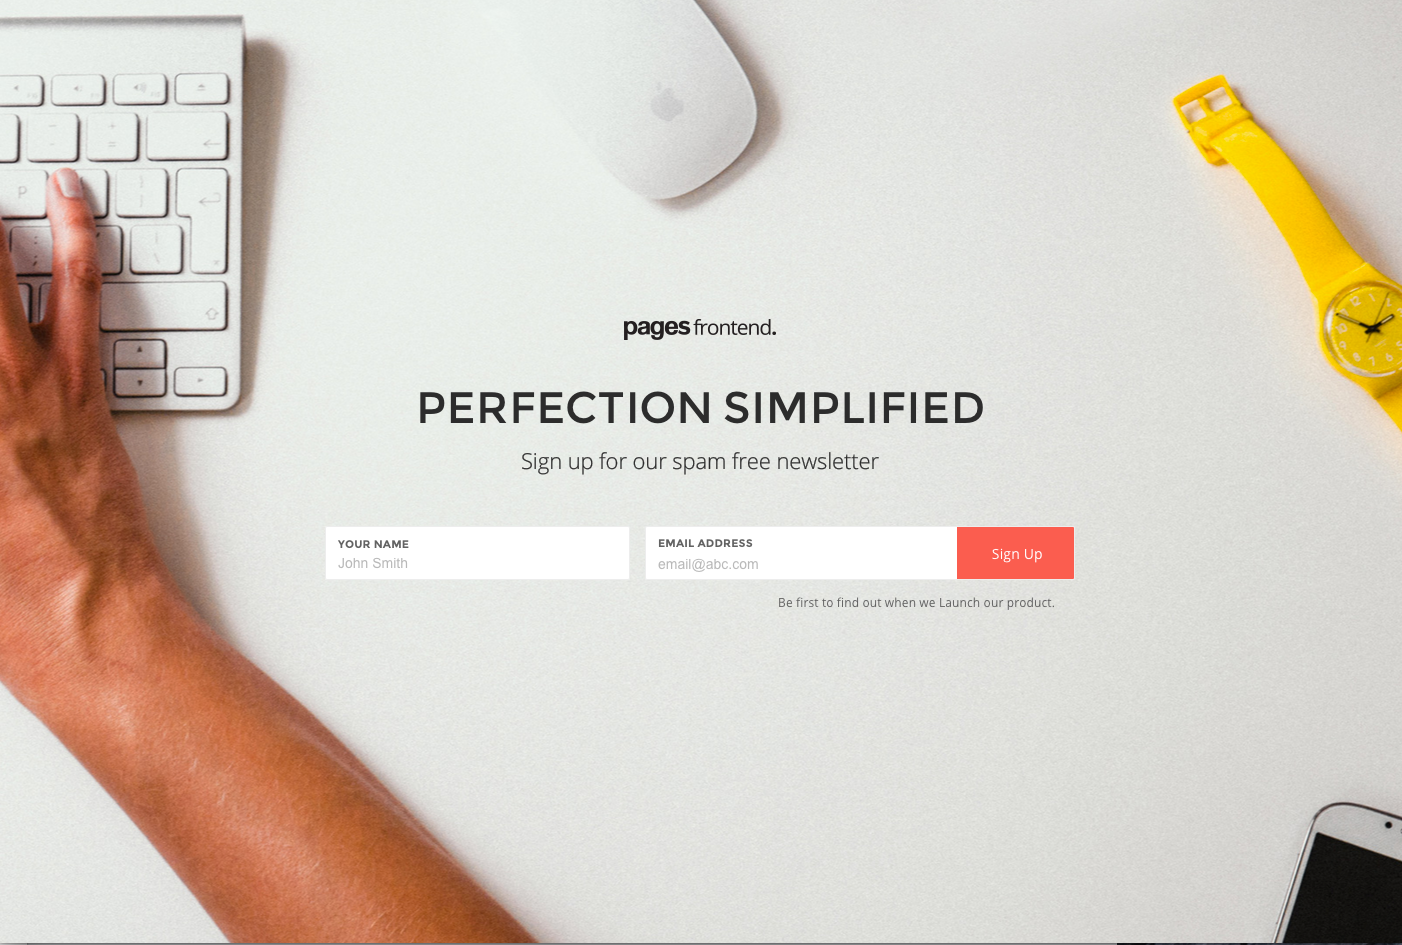 P
pages frontend.
PERFECTION SIMPLIFIED
Sign up for our spam free newsletter
YOUR NAME
John Smith
EMAIL ADDRESS
email@abc.com
Sign Up
Be first to find out when we Launch our product.